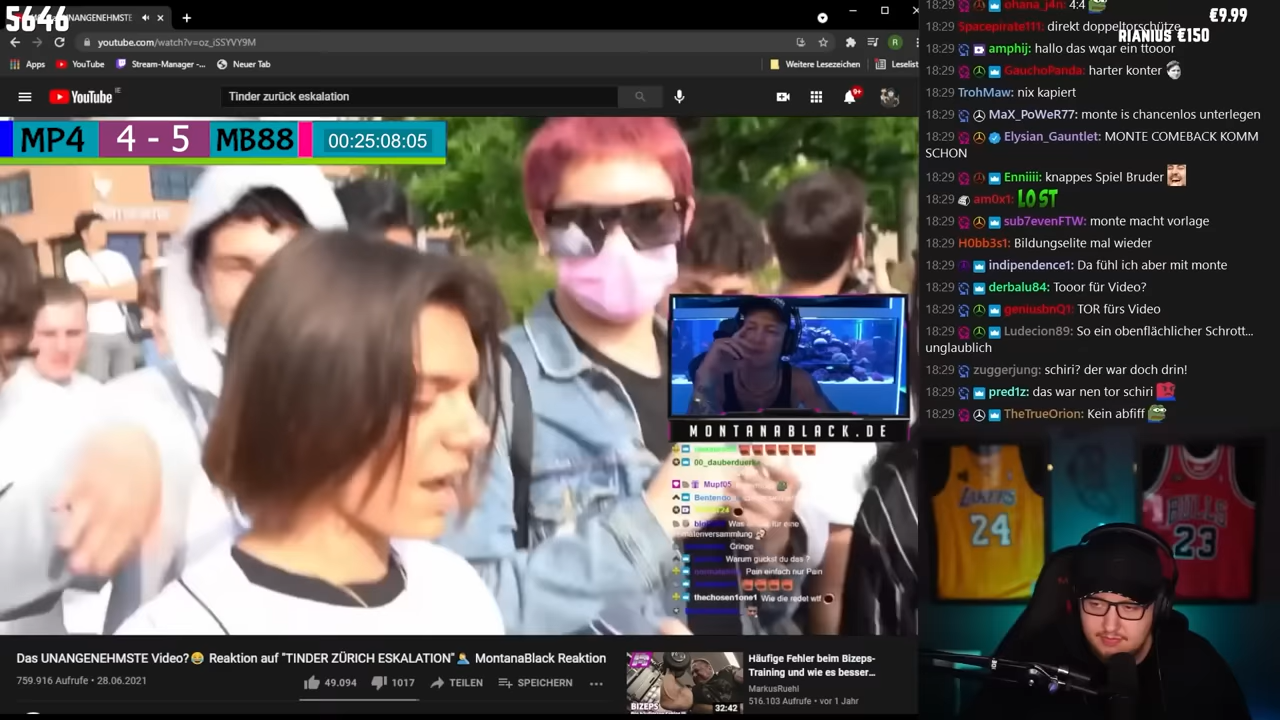 5646
UNANGENEHMSTE
youtube.com/watch?v=oz_iSSYVY9M
R
Apps
YouTube
Stream-Manager -...
Neuer Tab
Weitere Lesezeichen
Leselist
YouTube IE
Tinder zurück eskalation
9+
MP4 4 - 5 MB88 00:25:08:05
MONTANABLACK.DE
00_dauberduerk
Mupf05
Bentenoo
Cringe
Warum guckst du das ?
Pain einfach nur Pain
thechosen1one1 Wie die redet wtf
Das UNANGENEHMSTE Video? Reaktion auf "TINDER ZÜRICH ESKALATION" MontanaBlack Reaktion
759.916 Aufrufe • 28.06.2021
49.094
1017
TEILEN
SPEICHERN
BIZEPS
32:42
Häufige Fehler beim Bizeps-
Training und wie es besser...
MarkusRuehl
516.103 Aufrufe • vor 1 Jahr
€9.99
RIANIUS €150
18:29 ohana_j4n: 4:4
Spacepirate111: direkt doppeltorschütze
18:29 amphij: hallo das wqar ein ttooor
18:29 GauchoPanda: harter konter
18:29 TrohMaw: nix kapiert
18:29 MaX_PoWeR77: monte is chancenlos unterlegen
18:29 Elysian_Gauntlet: MONTE COMEBACK KOMM
SCHON
18:29 Enniiii: knappes Spiel Bruder
18:29 am0x1: LOST
18:29 sub7evenFTW: monte macht vorlage
18:29 H0bb3s1: Bildungselite mal wieder
18:29 indipendence1: Da fühl ich aber mit monte
18:29 derbalu84: Tooor für Video?
18:29 geniusbnQ1: TOR fürs Video
18:29 Ludecion89: So ein obenflächlicher Schrott...
unglaublich
18:29 zuggerjung: schiri? der war doch drin!
18:29 pred1z: das war nen tor schiri
18:29 TheTrueOrion: Kein abfiff
LAKERS
24
BULLS
23